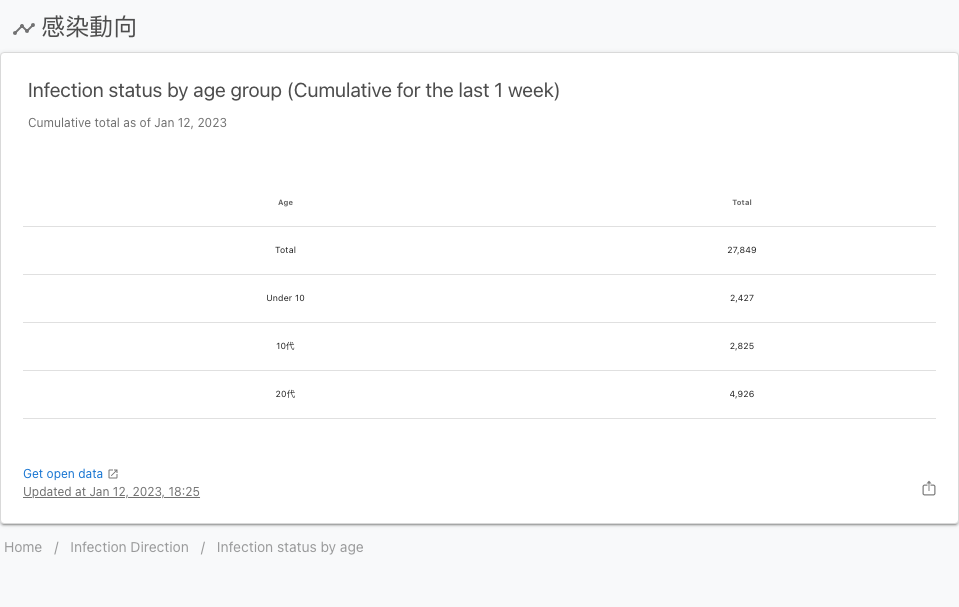 感染動向
Infection status by age group (Cumulative for the last 1 week)
Cumulative total as of Jan 12, 2023
Age Total
Total 27,849
Under 10 2,427
10代 2,825
20代 4,926
Get open data
Updated at Jan 12, 2023, 18:25
Home / Infection Direction / Infection status by age